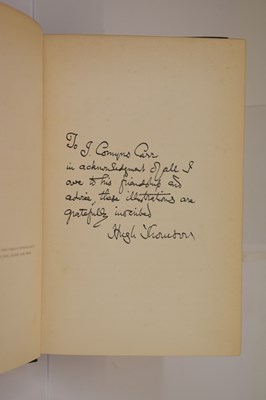 To J. Comyns Carr
in acknowledgment of all I
owe to his friendship and
advice, these illustrations are
gratefully inscribed
Hugh Thomson